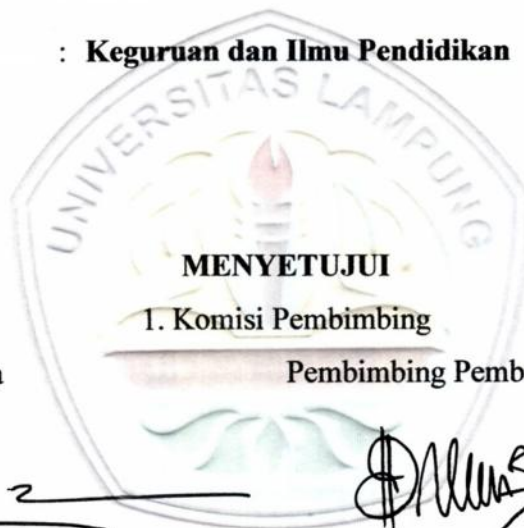 : Keguruan dan Ilmu Pendidikan
UNIVERSITAS LAMPUNG
MENYETUJUI
1. Komisi Pembimbing
Pembimbing Pemb